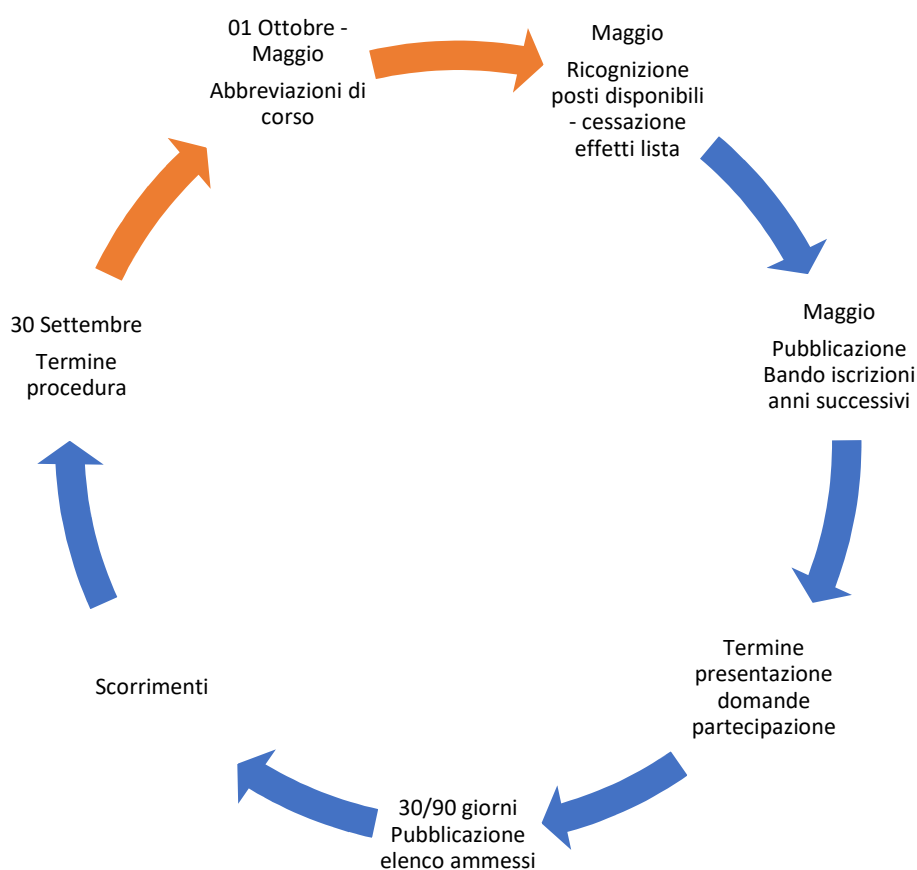 01 Ottobre -
Maggio
Abbreviazioni di
corso
Maggio
Ricognizione
posti disponibili
- cessazione
effetti lista
Maggio
Pubblicazione
Bando iscrizioni
anni successivi
Termine
presentazione
domande
partecipazione
30/90 giorni
Pubblicazione
elenco ammessi
Scorrimenti
30 Settembre
Termine
procedura